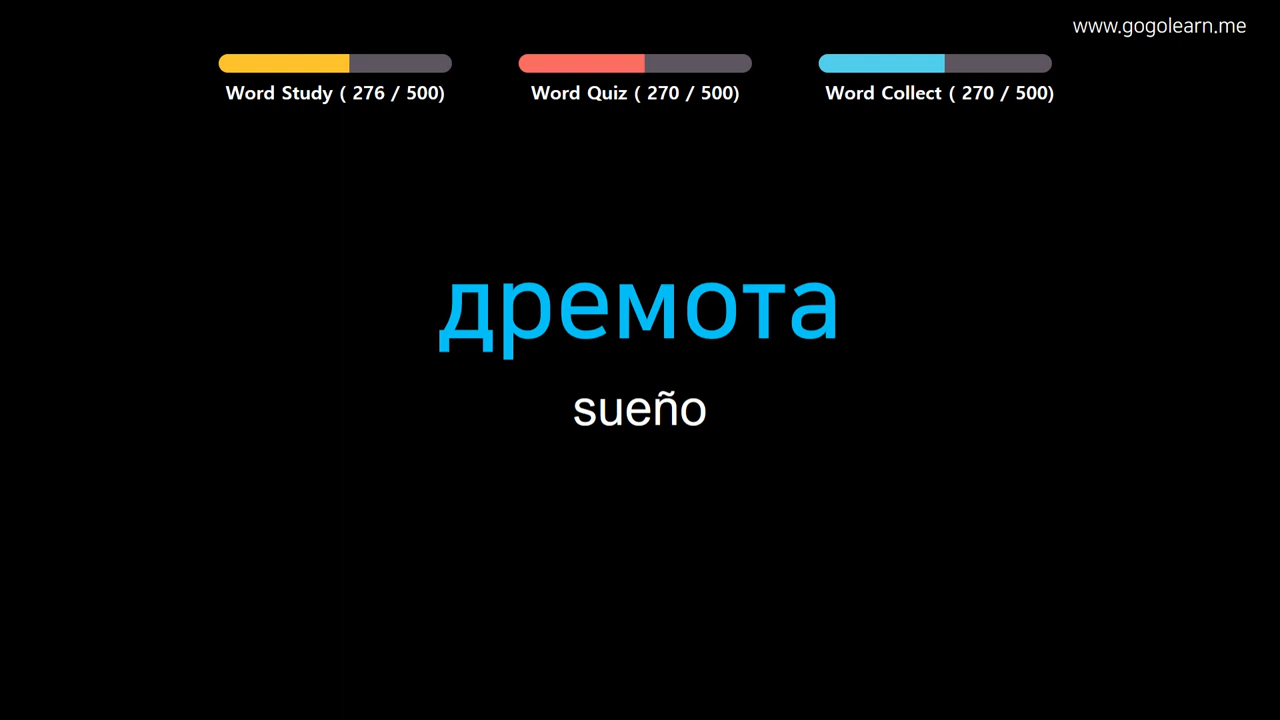 www.gogolearn.me
Word Study ( 276 / 500)
Word Quiz ( 270 / 500)
Word Collect ( 270 / 500)
дремота
sueño